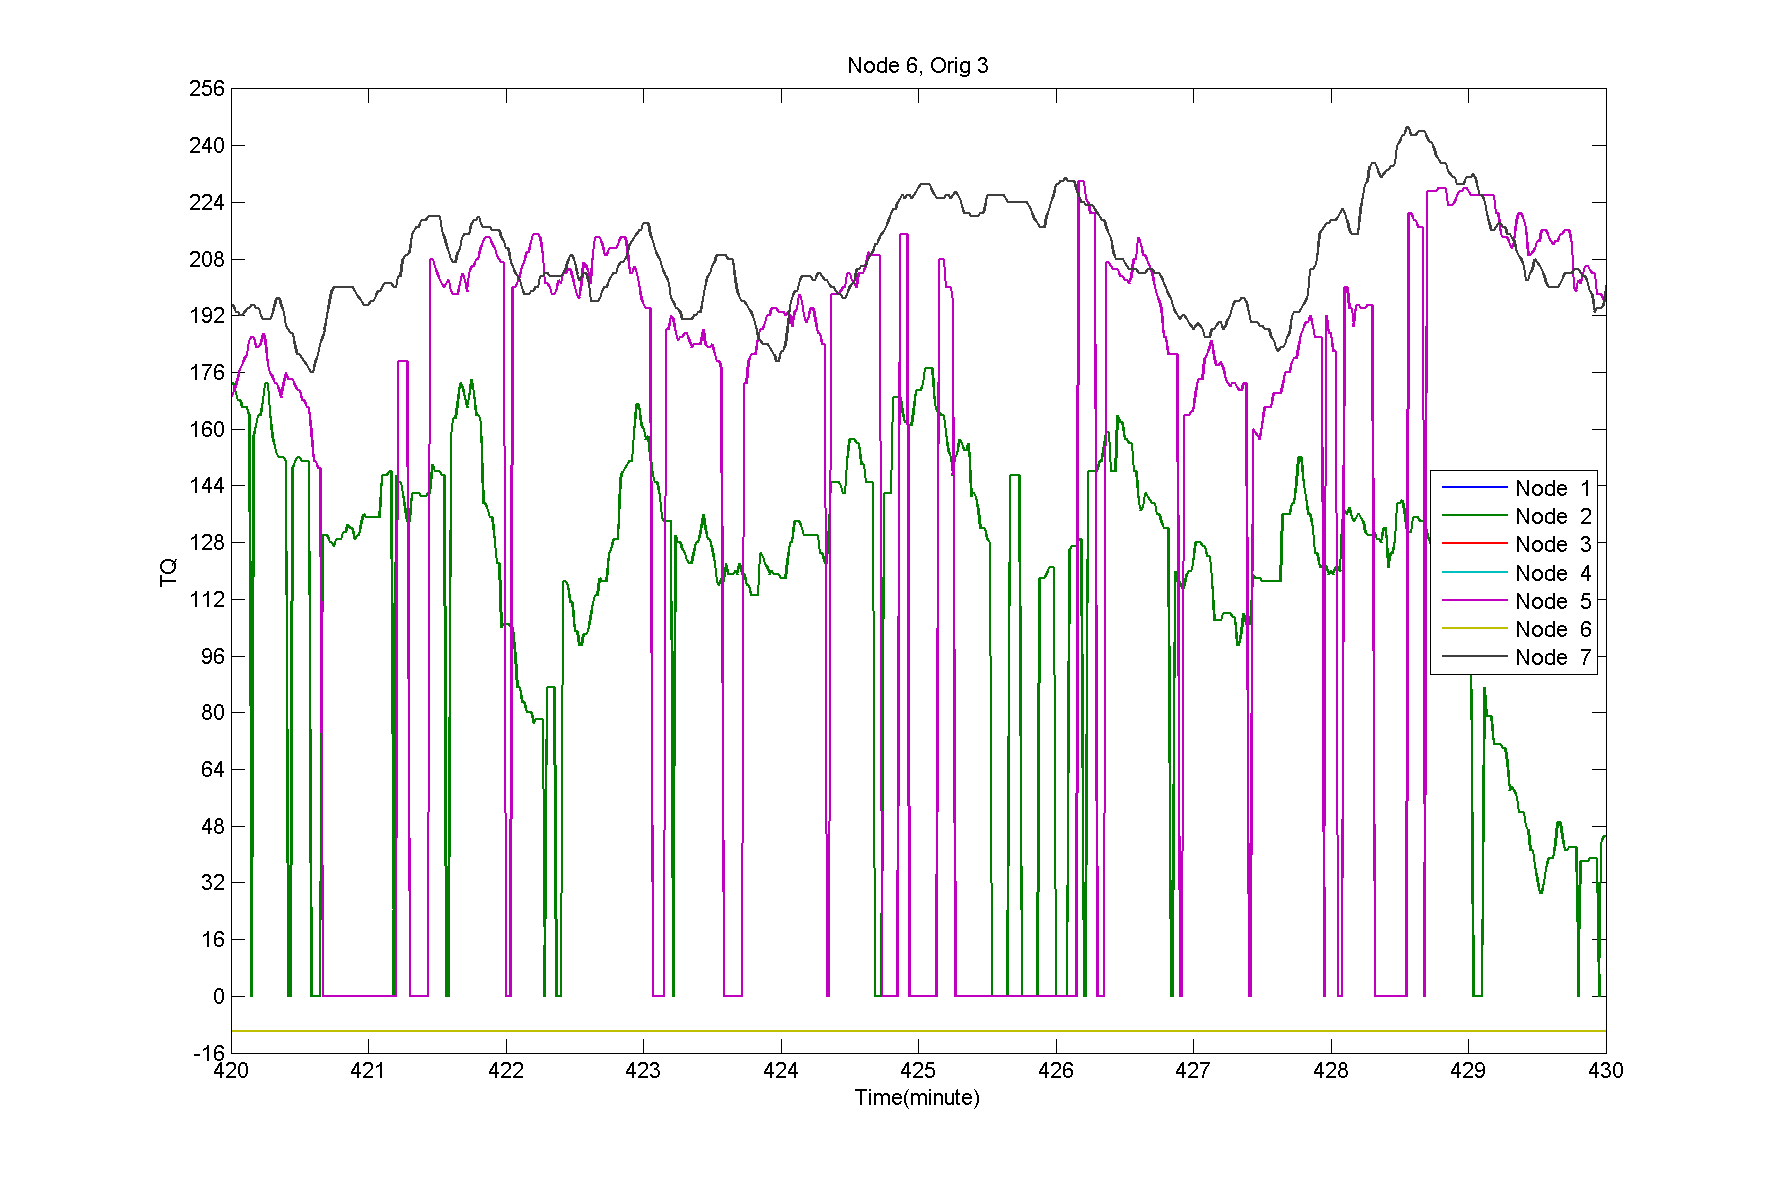 Node 6, Orig 3
256
240
224
208
192
176
160
144
128
112
96
80
64
48
32
16
0
-16
TQ
Node 1
Node 2
Node 3
Node 4
Node 5
Node 6
Node 7
420 421 422 423 424 425 426 427 428 429 430
Time(minute)